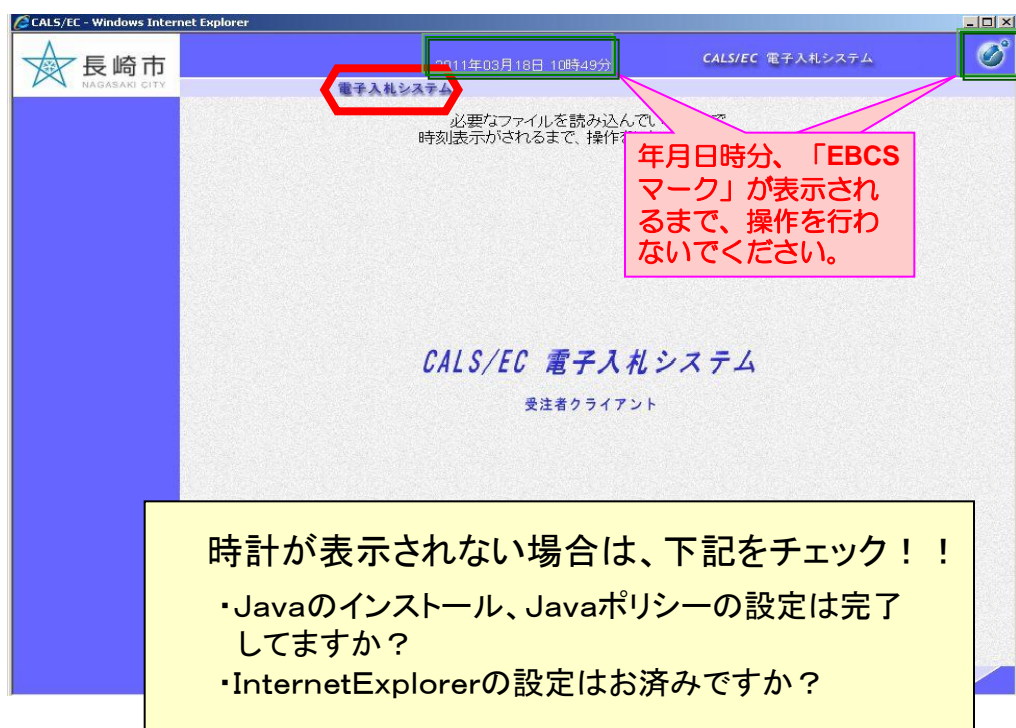 CALS/EC - Windows Internet Explorer
長崎市
NAGASAKI CITY
2011年03月18日 10時49分
CALS/EC 電子入札システム
電子入札システム
必要なファイルを読み込んでい
時刻表示がされるまで、操作を
年月日時分、「EBCS
マーク」が表示され
るまで、操作を行わ
ないでください。
CALS/EC 電子入札システム
受注者クライアント
時計が表示されない場合は、下記をチェック！！
・Javaのインストール、Javaポリシーの設定は完了
してますか？
・InternetExplorerの設定はお済みですか？